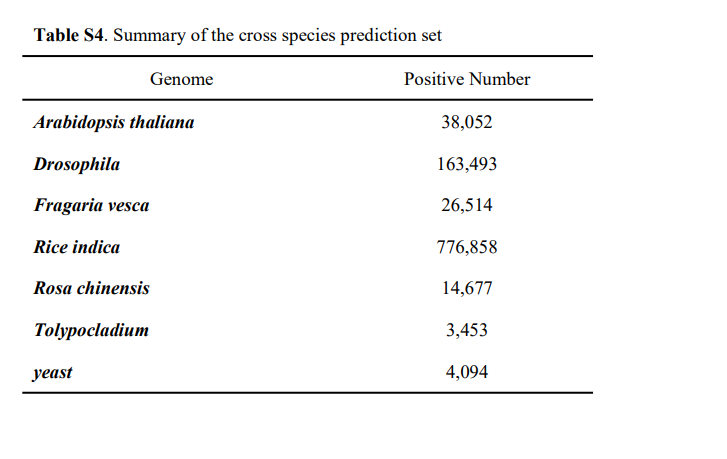 Table S4. Summary of the cross species prediction set
Genome Positive Number
Arabidopsis thaliana 38,052
Drosophila 163,493
Fragaria vesca 26,514
Rice indica 776,858
Rosa chinensis 14,677
Tolypocladium 3,453
yeast 4,094